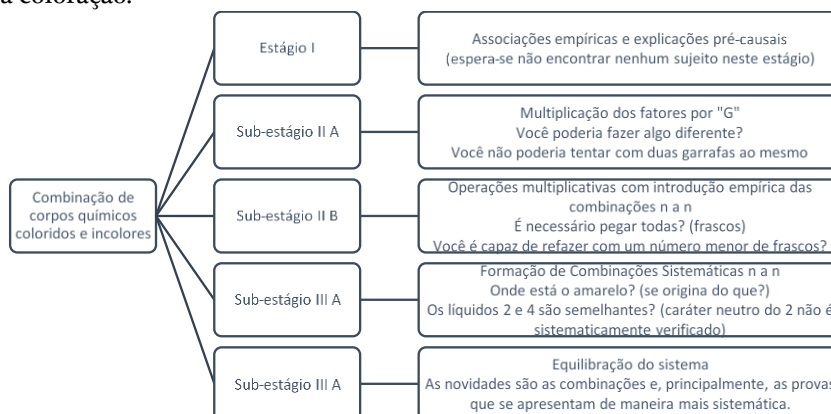 a coloração.
Estágio I
Associações empíricas e explicações pré-causais
(espera-se não encontrar nenhum sujeito neste estágio)
Sub-estágio II A
Multiplicação dos fatores por "G"
Você poderia fazer algo diferente?
Você não poderia tentar com duas garrafas ao mesmo
Combinação de
corpos químicos
coloridos e incolores
Sub-estágio II B
Operações multiplicativas com introdução empírica das
combinações n a n
É necessário pegar todas? (frascos)
Você é capaz de refazer com um número menor de frascos?
Sub-estágio III A
Formação de Combinações Sistemáticas n a n
Onde está o amarelo? (se origina do que?)
Os líquidos 2 e 4 são semelhantes? (caráter neutro do 2 não é
sistematicamente verificado)
Sub-estágio III A
Equilibração do sistema
As novidades são as combinações e, principalmente, as provas
que se apresentam de maneira mais sistemática.